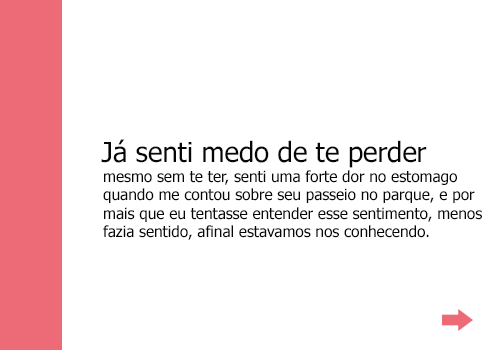 Já senti medo de te perder
mesmo sem te ter, senti uma forte dor no estomago
quando me contou sobre seu passeio no parque, e por
mais que eu tentasse entender esse sentimento, menos
fazia sentido, afinal estavamos nos conhecendo.